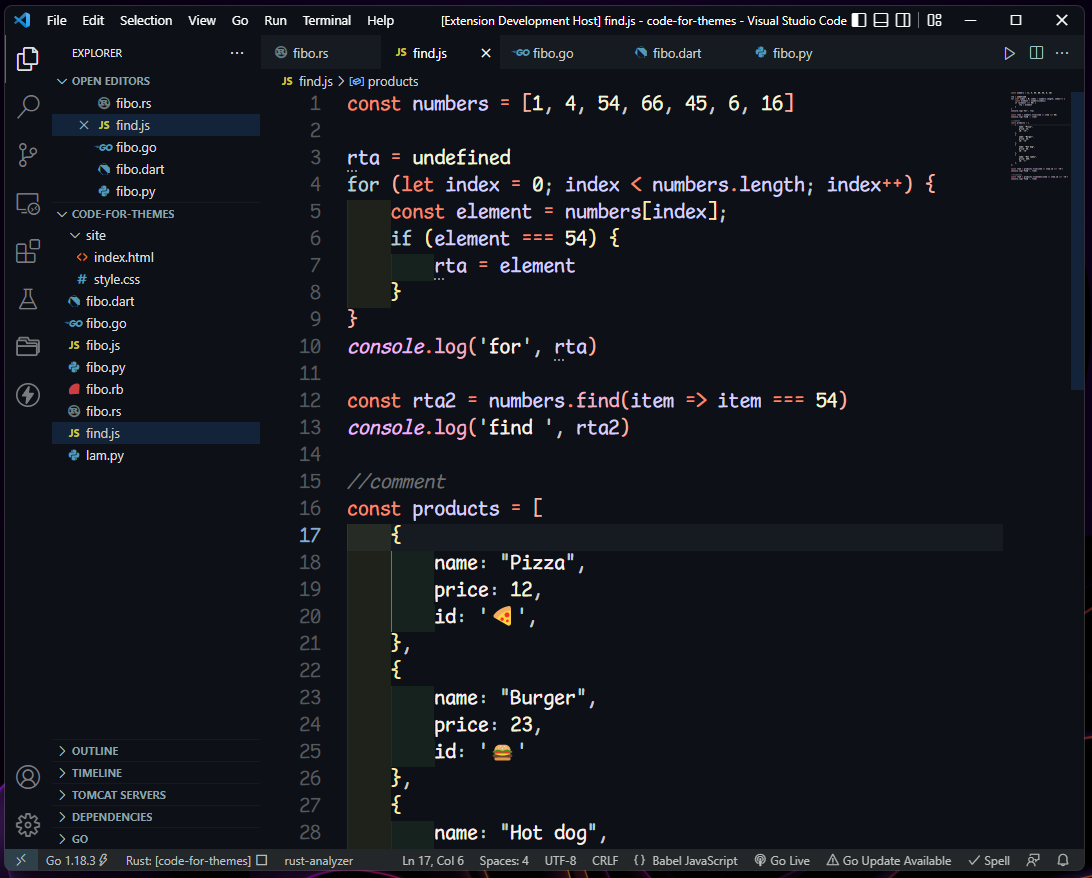 File Edit Selection View Go Run Terminal Help [Extension Development Host] find.js - code-for-themes - Visual Studio Code
EXPLORER
OPEN EDITORS
fibo.rs
JS find.js
GO fibo.go
fibo.dart
fibo.py
CODE-FOR-THEMES
site
<> index.html
# style.css
fibo.dart
GO fibo.go
JS fibo.js
fibo.py
fibo.rb
fibo.rs
JS find.js
lam.py
OUTLINE
TIMELINE
TOMCAT SERVERS
DEPENDENCIES
GO
fibo.rs JS find.js GO fibo.go fibo.dart fibo.py
JS find.js > products
1 const numbers = [1, 4, 54, 66, 45, 6, 16]
2
3 rta = undefined
4 for (let index = 0; index < numbers.length; index++) {
5 const element = numbers[index];
6 if (element === 54) {
7 rta = element
8 }
9 }
10 console.log('for', rta)
11
12 const rta2 = numbers.find(item => item === 54)
13 console.log('find ', rta2)
14
15 //comment
16 const products = [
17 {
18 name: "Pizza",
19 price: 12,
20 id: '🍕',
21 },
22 {
23 name: "Burger",
24 price: 23,
25 id: '🍔'
26 },
27 {
28 name: "Hot dog",
Go 1.18.3 Rust: [code-for-themes] rust-analyzer Ln 17, Col 6 Spaces: 4 UTF-8 CRLF {} Babel JavaScript Go Live Go Update Available Spell